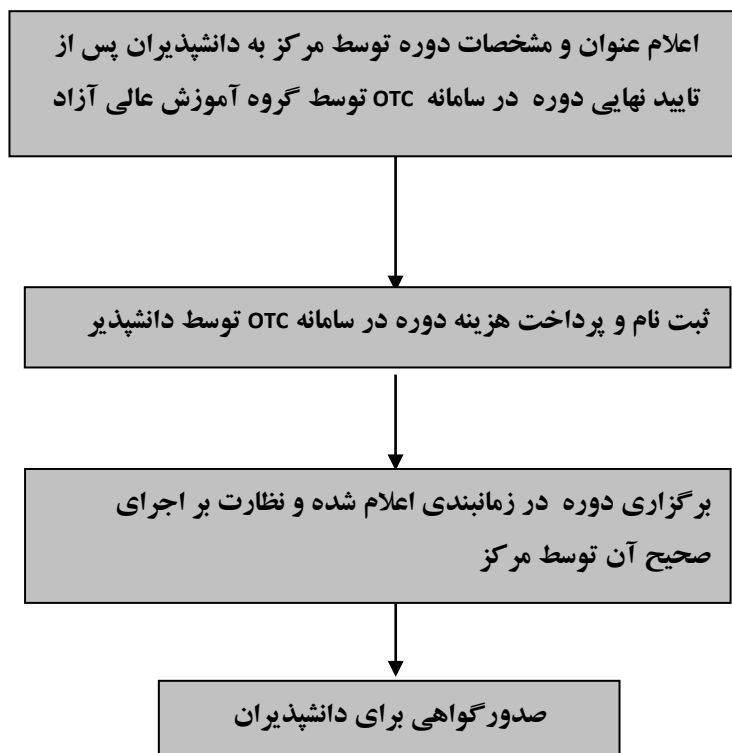 اعلام عنوان و مشخصات دوره توسط مرکز به دانشپذیران پس از
تایید نهایی دوره در سامانه OTC توسط گروه آموزش عالی آزاد
ثبت نام و پرداخت هزینه دوره در سامانه OTC توسط دانشپذیر
برگزاری دوره در زمانبندی اعلام شده و نظارت بر اجرای
صحیح آن توسط مرکز
صدورگواهی برای دانشپذیران